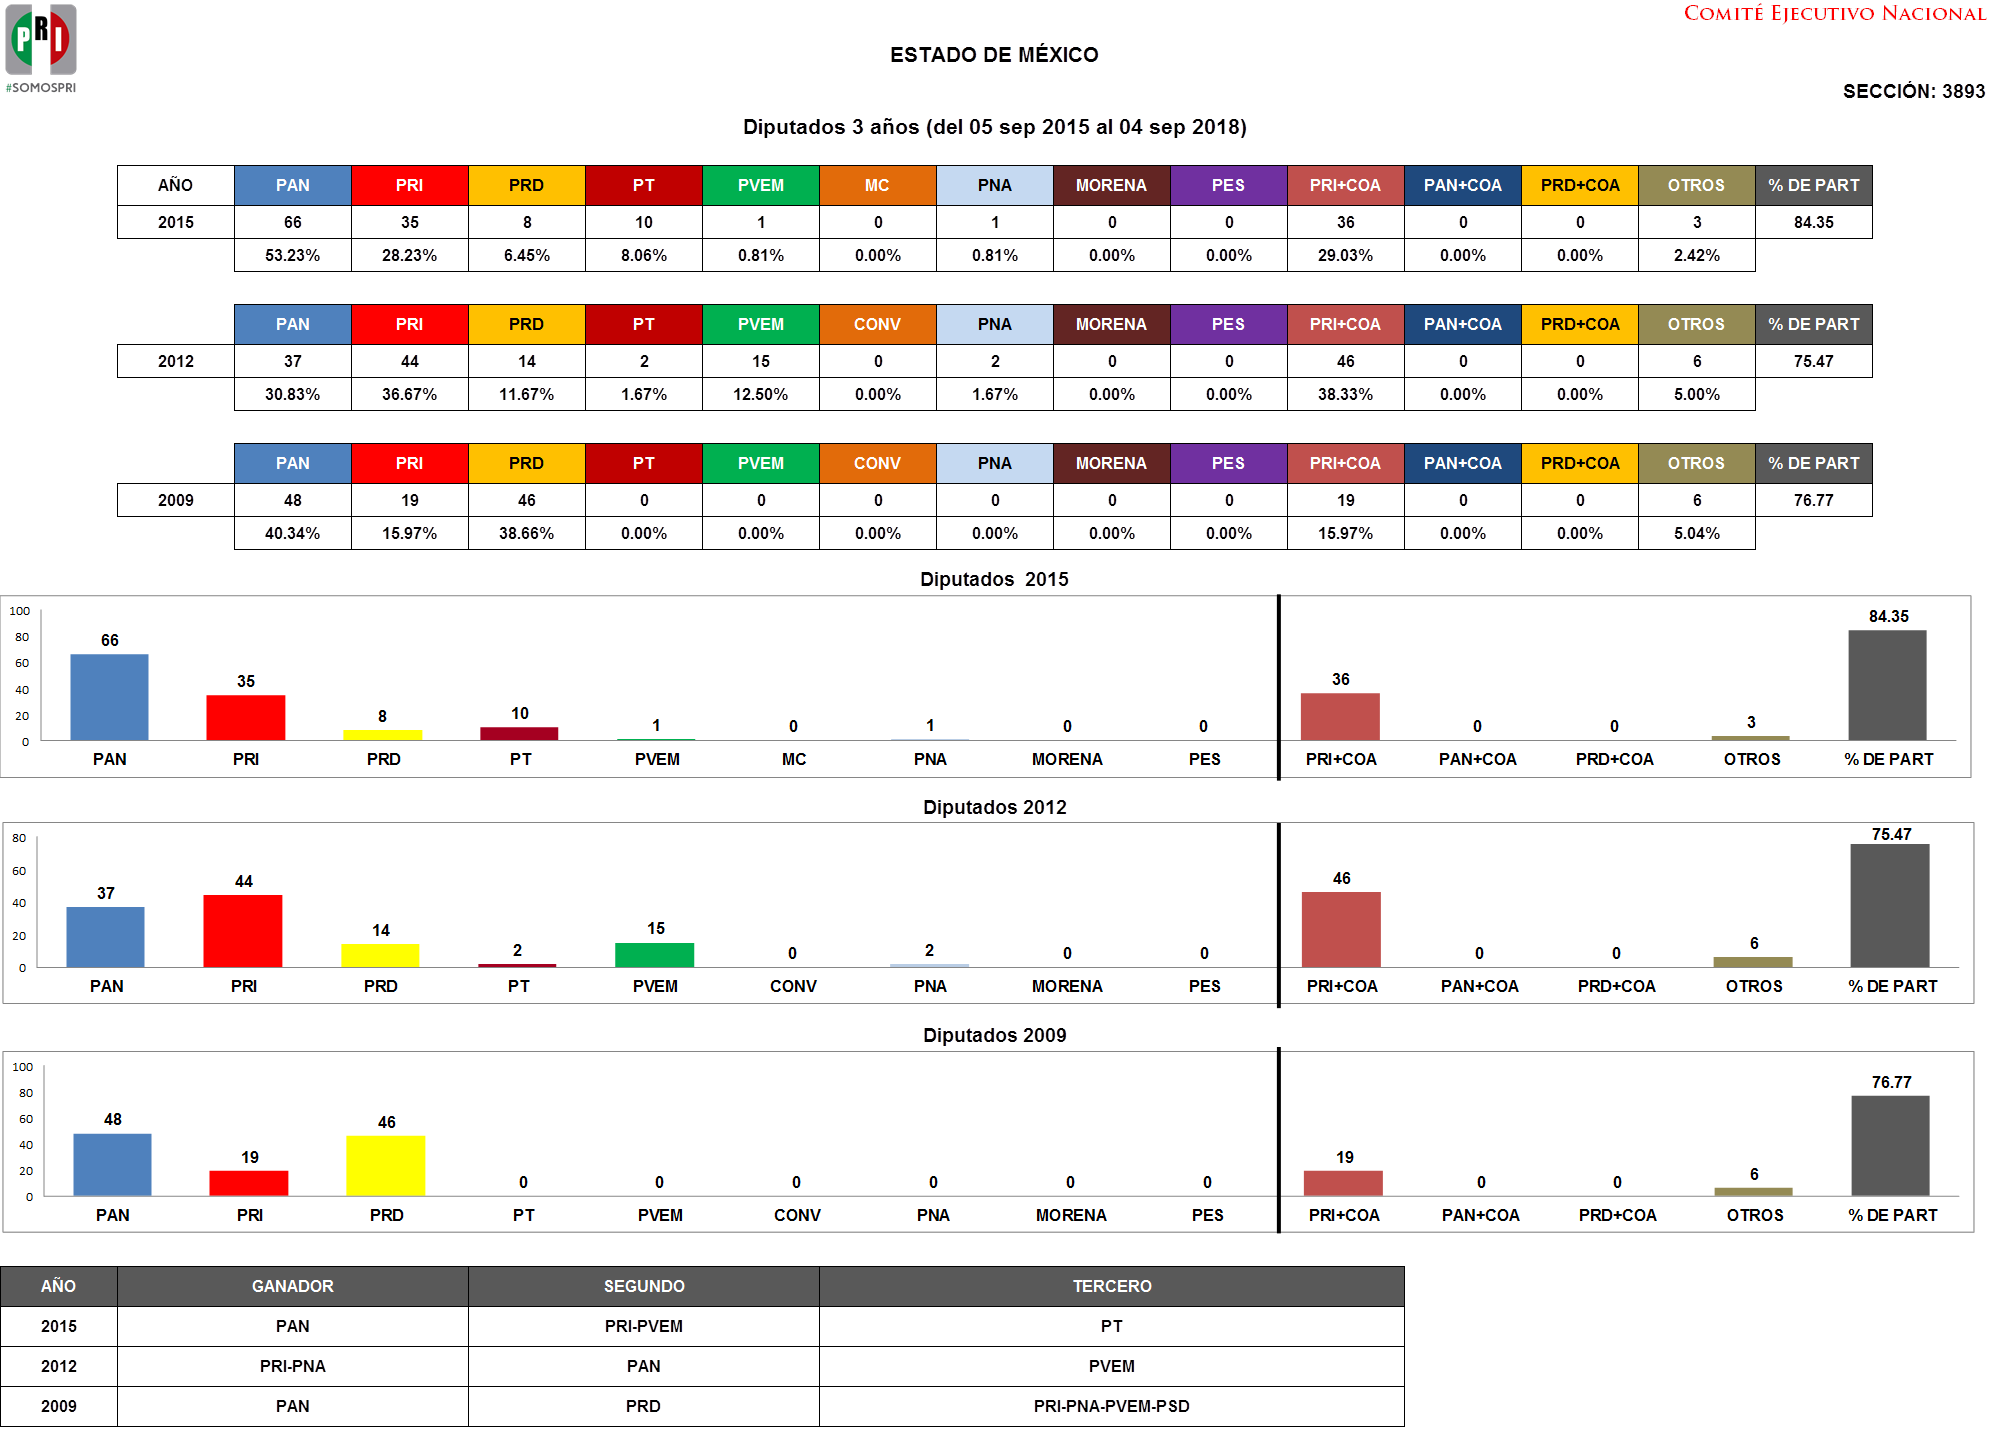 PRI
#SOMOSPRI
COMITÉ EJECUTIVO NACIONAL
ESTADO DE MÉXICO
SECCIÓN: 3893
Diputados 3 años (del 05 sep 2015 al 04 sep 2018)
AÑO PAN PRI PRD PT PVEM MC PNA MORENA PES PRI+COA PAN+COA PRD+COA OTROS % DE PART
2015 66 35 8 10 1 0 1 0 0 36 0 0 3 84.35
53.23% 28.23% 6.45% 8.06% 0.81% 0.00% 0.81% 0.00% 0.00% 29.03% 0.00% 0.00% 2.42%
PAN PRI PRD PT PVEM CONV PNA MORENA PES PRI+COA PAN+COA PRD+COA OTROS % DE PART
2012 37 44 14 2 15 0 2 0 0 46 0 0 6 75.47
30.83% 36.67% 11.67% 1.67% 12.50% 0.00% 1.67% 0.00% 0.00% 38.33% 0.00% 0.00% 5.00%
PAN PRI PRD PT PVEM CONV PNA MORENA PES PRI+COA PAN+COA PRD+COA OTROS % DE PART
2009 48 19 46 0 0 0 0 0 0 19 0 0 6 76.77
40.34% 15.97% 38.66% 0.00% 0.00% 0.00% 0.00% 0.00% 0.00% 15.97% 0.00% 0.00% 5.04%
Diputados 2015
100
80
60
40
20
0
66 35 8 10 1 0 1 0 0 36 0 0 3 84.35
PAN PRI PRD PT PVEM MC PNA MORENA PES PRI+COA PAN+COA PRD+COA OTROS % DE PART
Diputados 2012
80
60
40
20
0
37 44 14 2 15 0 2 0 0 46 0 0 6 75.47
PAN PRI PRD PT PVEM CONV PNA MORENA PES PRI+COA PAN+COA PRD+COA OTROS % DE PART
Diputados 2009
100
80
60
40
20
0
48 19 46 0 0 0 0 0 0 19 0 0 6 76.77
PAN PRI PRD PT PVEM CONV PNA MORENA PES PRI+COA PAN+COA PRD+COA OTROS % DE PART
AÑO GANADOR SEGUNDO TERCERO
2015 PAN PRI-PVEM PT
2012 PRI-PNA PAN PVEM
2009 PAN PRD PRI-PNA-PVEM-PSD